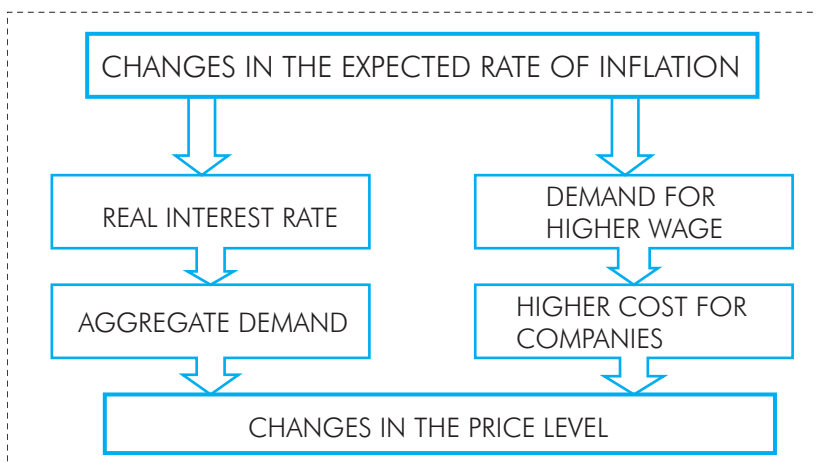 CHANGES IN THE EXPECTED RATE OF INFLATION
REAL INTEREST RATE
DEMAND FOR
HIGHER WAGE
AGGREGATE DEMAND
HIGHER COST FOR
COMPANIES
CHANGES IN THE PRICE LEVEL